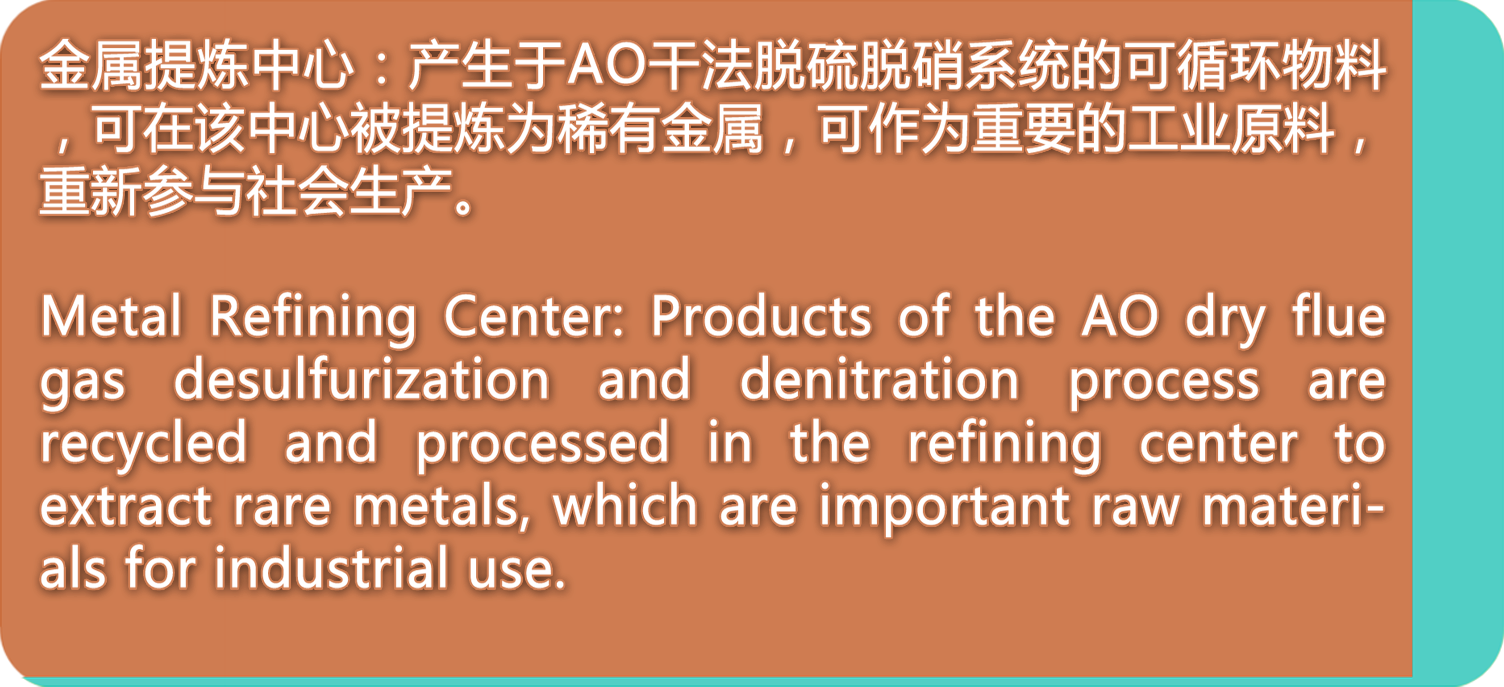 金属提炼中心：产生于AO干法脱硫脱硝系统的可循环物料
，可在该中心被提炼为稀有金属，可作为重要的工业原料，
重新参与社会生产。
Metal Refining Center: Products of the AO dry flue
gas desulfurization and denitration process are
recycled and processed in the refining center to
extract rare metals, which are important raw materi-
als for industrial use.